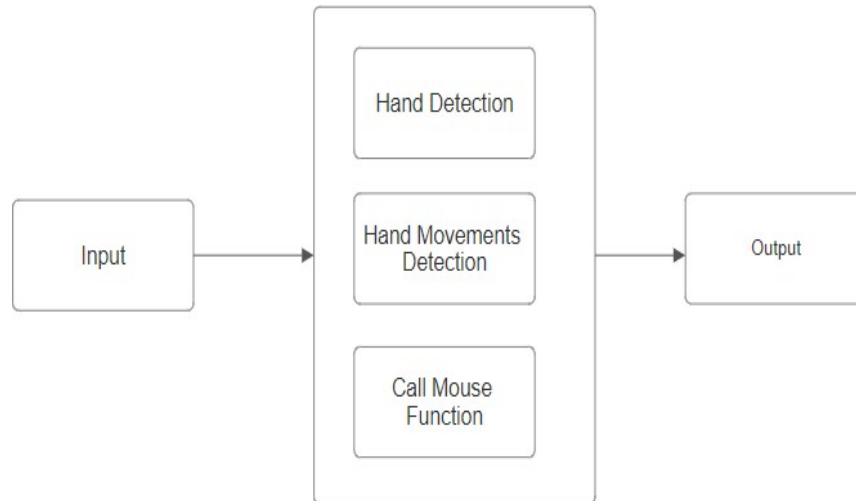 Input
Hand Detection
Hand Movements
Detection
Call Mouse
Function
Output